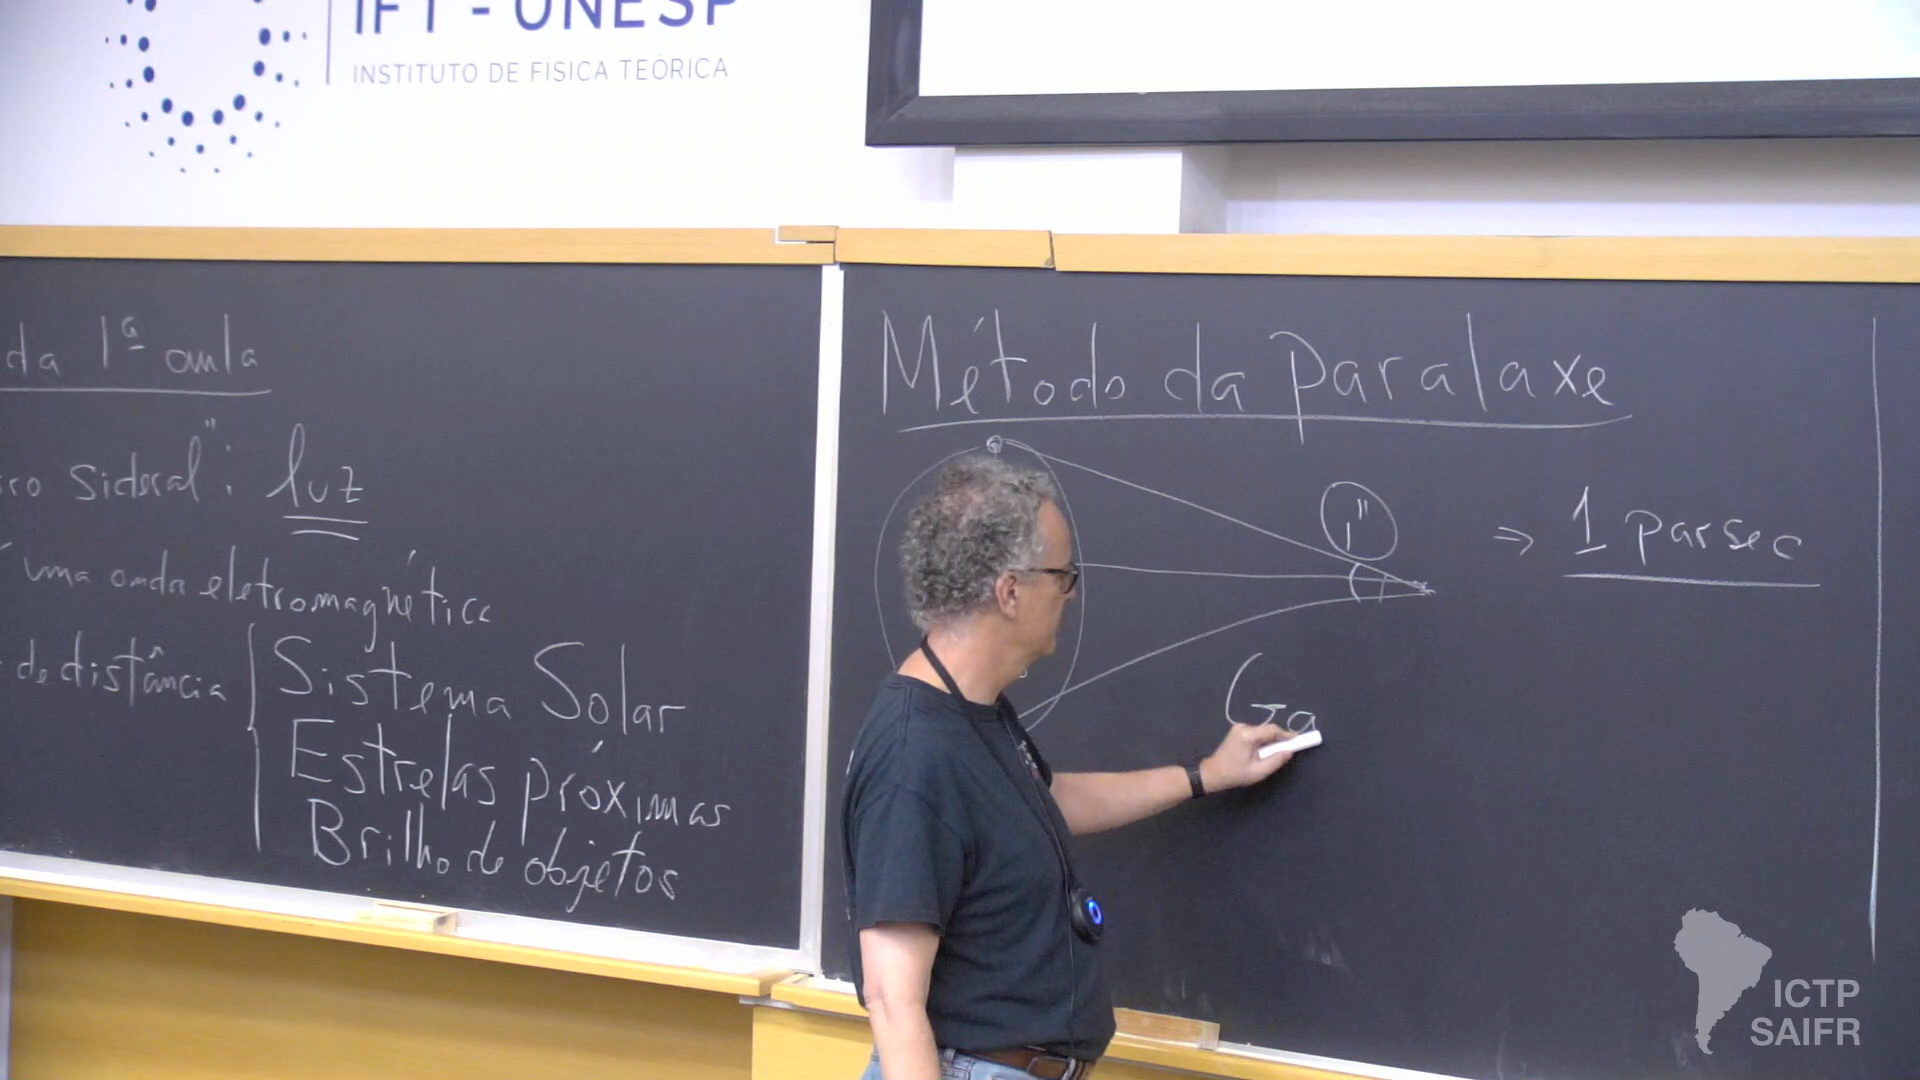 IFT - UNESP
INSTITUTO DE FÍSICA TEÓRICA
da 1ª aula
sideral": luz
uma onda eletromagnética
de distância
Sistema Solar
Estrelas próximas
Brilho de objetos
Método da Paralaxe
1" ⇒ 1 parsec
Ga
ICTP
SAIFR